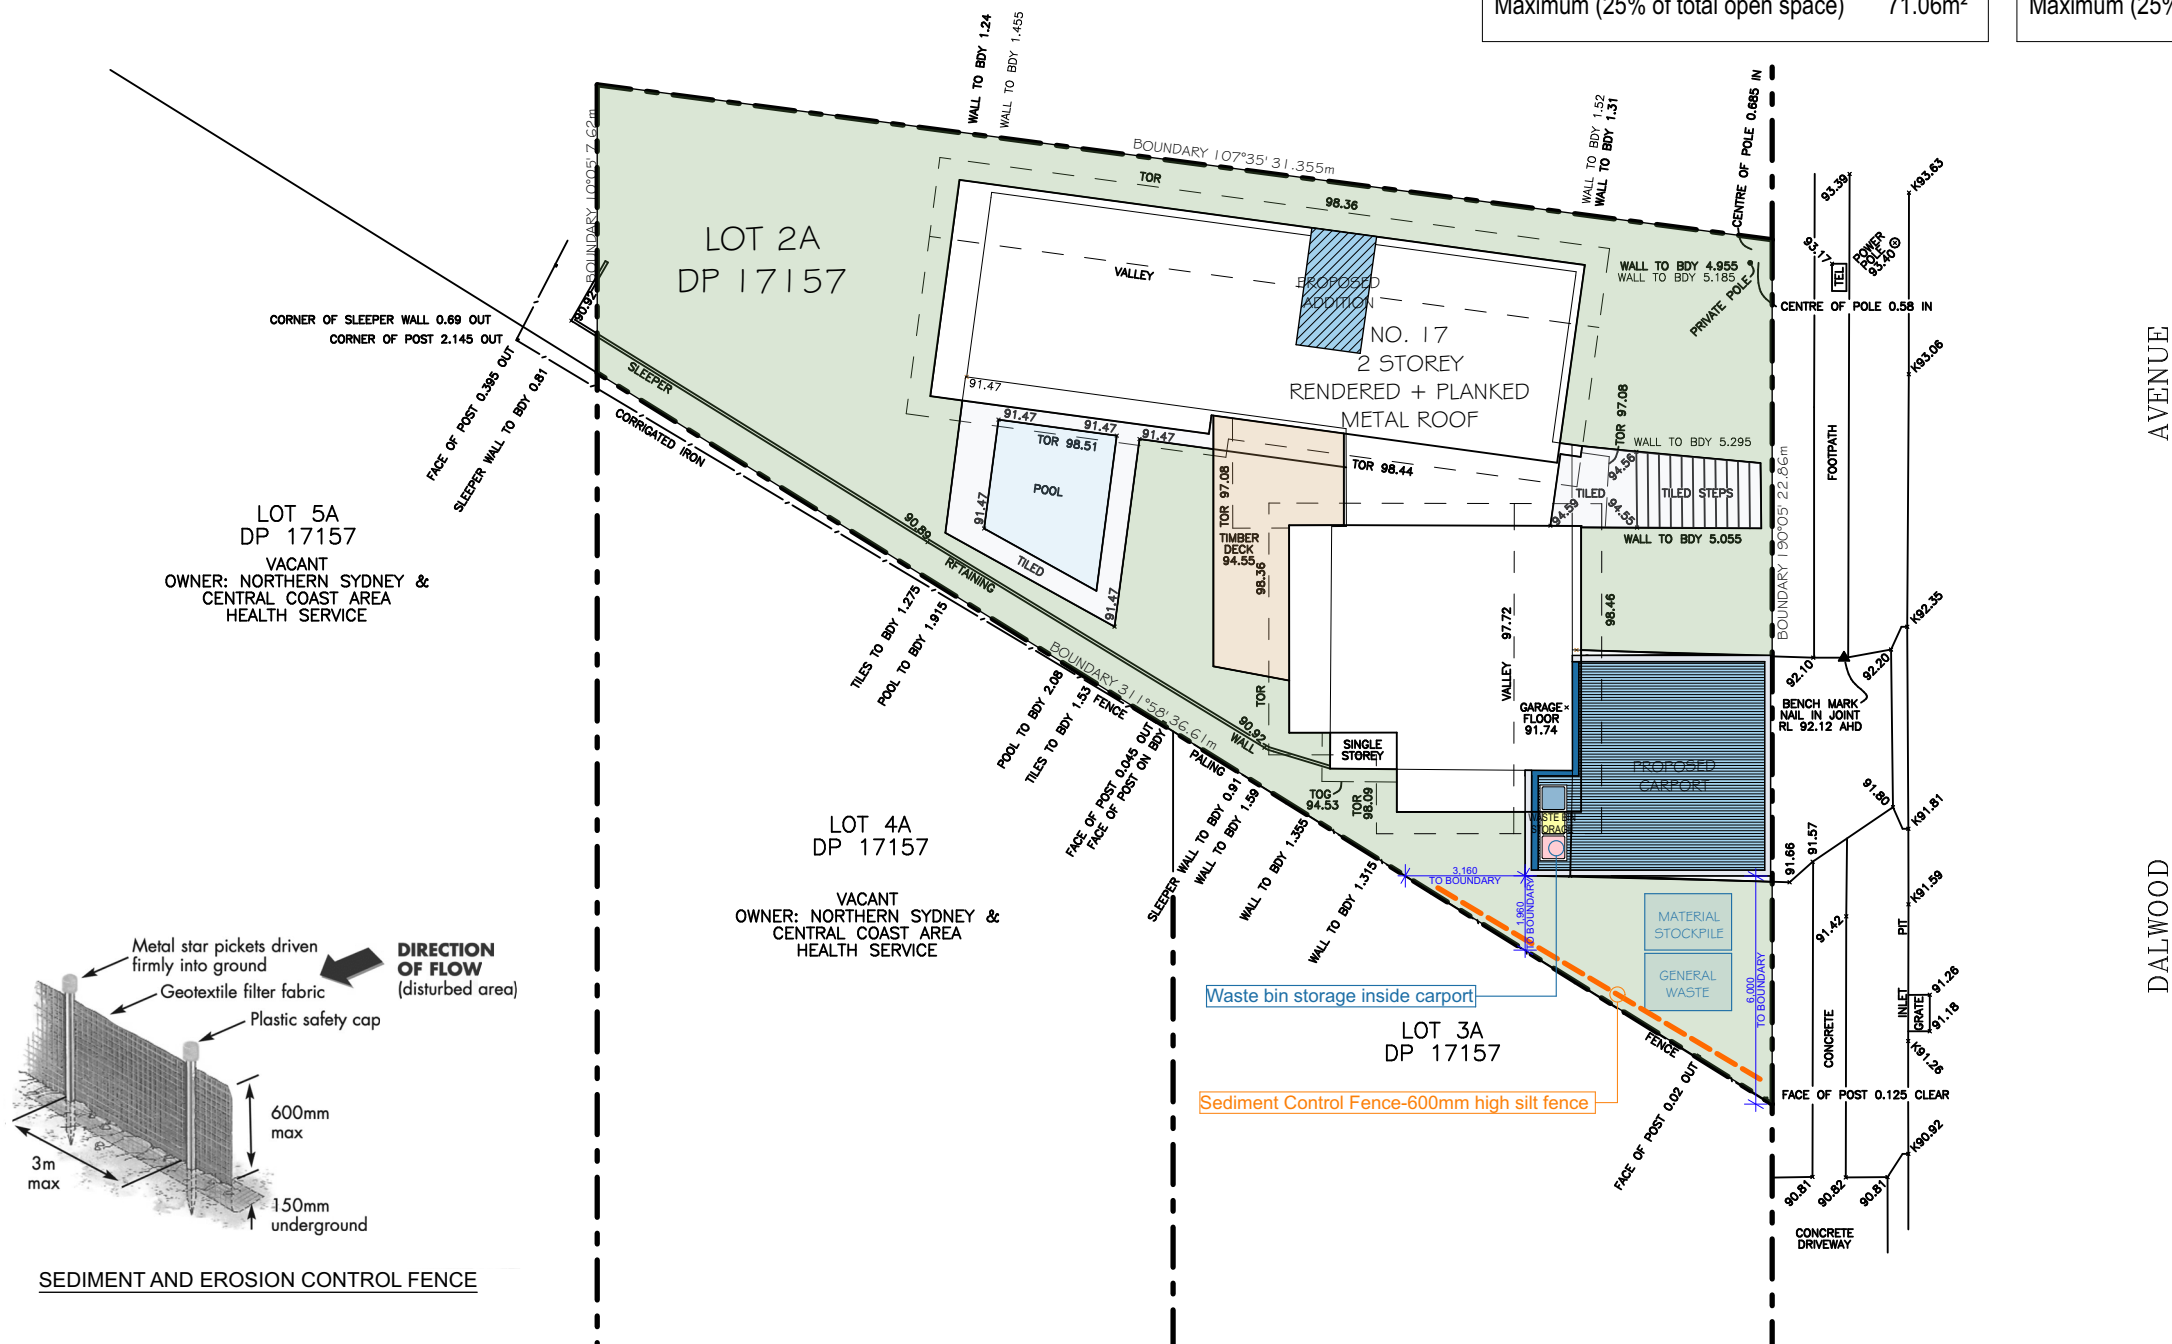 Maximum (25% of total open space) 71.06m²
Maximum (25%
WALL TO BDY 1.24
WALL TO BDY 1.455
BOUNDARY 107°35' 31.355m
TOR
98.36
WALL TO BDY 1.52
WALL TO BDY 1.31
CENTRE OF POLE 0.685 IN
BOUNDARY 10°05' 7.62m
LOT 2A
DP 17157
VALLEY
PROPOSED
ADDITION
NO. 17
2 STOREY
RENDERED + PLANKED
METAL ROOF
WALL TO BDY 4.955
WALL TO BDY 5.185
PRIVATE POLE
CENTRE OF POLE 0.58 IN
93.39
93.17
TEL
POWER
POLE
93.40
K93.63
K93.06
AVENUE
CORNER OF SLEEPER WALL 0.69 OUT
CORNER OF POST 2.145 OUT
90.92
FACE OF POST 0.395 OUT
SLEEPER WALL TO BDY 0.81
SLEEPER
CORRIGATED IRON
91.47
91.47
91.47
91.47
TOR 98.51
POOL
91.47
TILED
91.47
TOR 98.44
TOR 97.08
TIMBER
DECK
94.55
98.36
TOR
TOR 97.08
WALL TO BDY 5.295
94.56
TILED
TILED STEPS
94.59
94.55
WALL TO BDY 5.055
FOOTPATH
BOUNDARY 190°05' 22.86m
LOT 5A
DP 17157
VACANT
OWNER: NORTHERN SYDNEY &
CENTRAL COAST AREA
HEALTH SERVICE
90.89
RETAINING
TILES TO BDY 1.275
POOL TO BDY 1.915
BOUNDARY 311°58' 36.61m
POOL TO BDY 2.08
TILES TO BDY 1.53
FENCE
FACE OF POST 0.045 OUT
FACE OF POST ON BDY
90.92
WALL
PALING
SINGLE
STOREY
VALLEY
97.72
98.46
GARAGE
FLOOR
91.74
PROPOSED
CARPORT
WASTE BIN
STORAGE
TOG
94.53
TOR
98.09
92.10
92.20
K92.35
BENCH MARK
NAIL IN JOINT
RL 92.12 AHD
91.80
K91.81
91.57
91.66
DALWOOD
LOT 4A
DP 17157
VACANT
OWNER: NORTHERN SYDNEY &
CENTRAL COAST AREA
HEALTH SERVICE
SLEEPER WALL TO BDY 0.91
WALL TO BDY 1.59
WALL TO BDY 1.355
WALL TO BDY 1.315
3,160
TO BOUNDARY
1,960
TO BOUNDARY
6,000
TO BOUNDARY
MATERIAL
STOCKPILE
GENERAL
WASTE
91.42
K91.59
PIT
INLET
GRATE
91.26
91.18
K91.26
CONCRETE
Waste bin storage inside carport
LOT 3A
DP 17157
FENCE
Sediment Control Fence-600mm high silt fence
FACE OF POST 0.02 OUT
FACE OF POST 0.125 CLEAR
K90.92
90.81
90.82
90.81
CONCRETE
DRIVEWAY
Metal star pickets driven
firmly into ground
Geotextile filter fabric
Plastic safety cap
DIRECTION
OF FLOW
(disturbed area)
600mm
max
3m
max
150mm
underground
SEDIMENT AND EROSION CONTROL FENCE